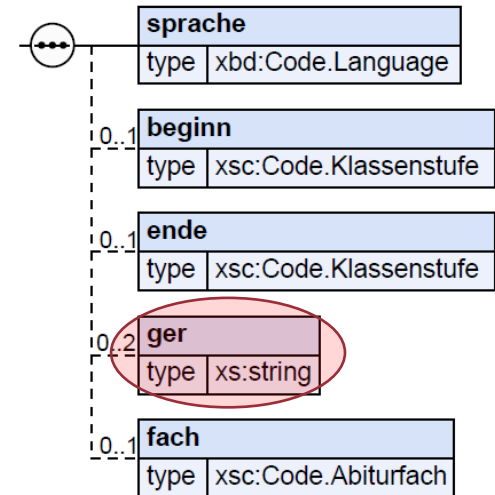 sprache
type xbd:Code.Language
0..1 beginn
type xsc:Code.Klassenstufe
0..1 ende
type xsc:Code.Klassenstufe
0..2 ger
type xs:string
0..1 fach
type xsc:Code.Abiturfach